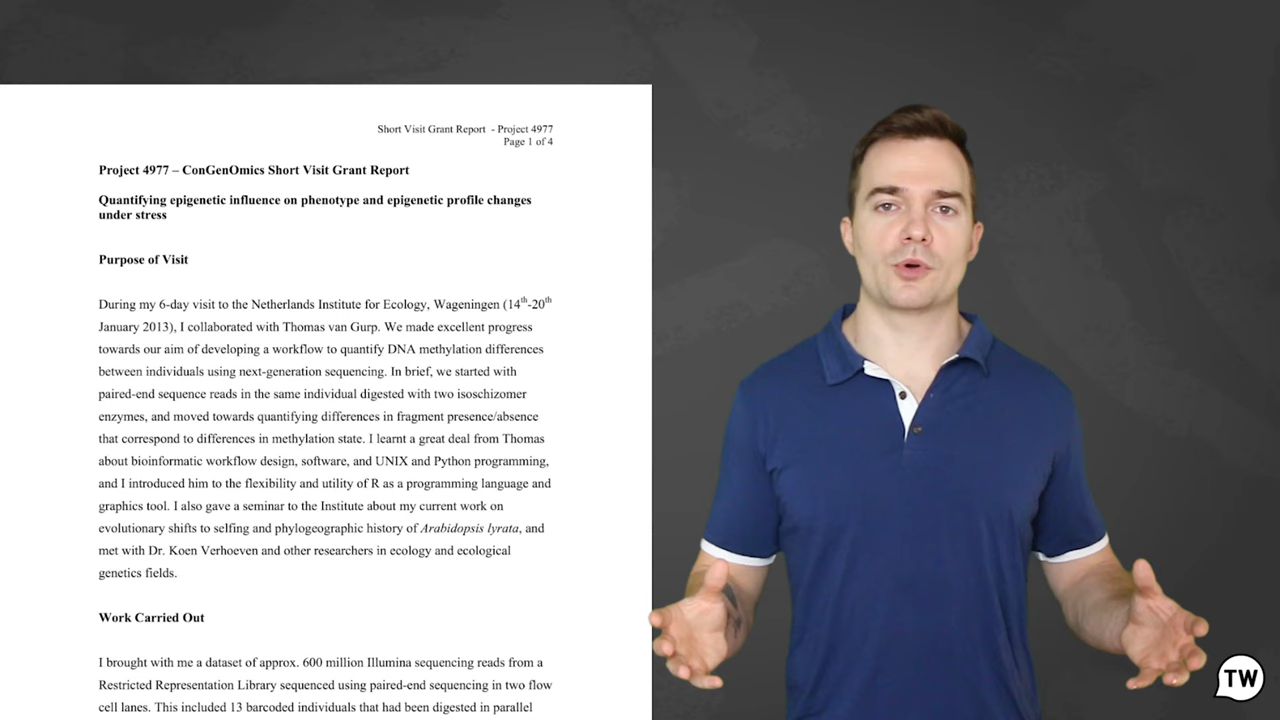 Short Visit Grant Report - Project 4977
Page 1 of 4
Project 4977 – ConGenOmics Short Visit Grant Report
Quantifying epigenetic influence on phenotype and epigenetic profile changes
under stress
Purpose of Visit
During my 6-day visit to the Netherlands Institute for Ecology, Wageningen (14th-20th
January 2013), I collaborated with Thomas van Gurp. We made excellent progress
towards our aim of developing a workflow to quantify DNA methylation differences
between individuals using next-generation sequencing. In brief, we started with
paired-end sequence reads in the same individual digested with two isoschizomer
enzymes, and moved towards quantifying differences in fragment presence/absence
that correspond to differences in methylation state. I learnt a great deal from Thomas
about bioinformatic workflow design, software, and UNIX and Python programming,
and I introduced him to the flexibility and utility of R as a programming language and
graphics tool. I also gave a seminar to the Institute about my current work on
evolutionary shifts to selfing and phylogeographic history of Arabidopsis lyrata, and
met with Dr. Koen Verhoeven and other researchers in ecology and ecological
genetics fields.
Work Carried Out
I brought with me a dataset of approx. 600 million Illumina sequencing reads from a
Restricted Representation Library sequenced using paired-end sequencing in two flow
cell lanes. This included 13 barcoded individuals that had been digested in parallel
TW